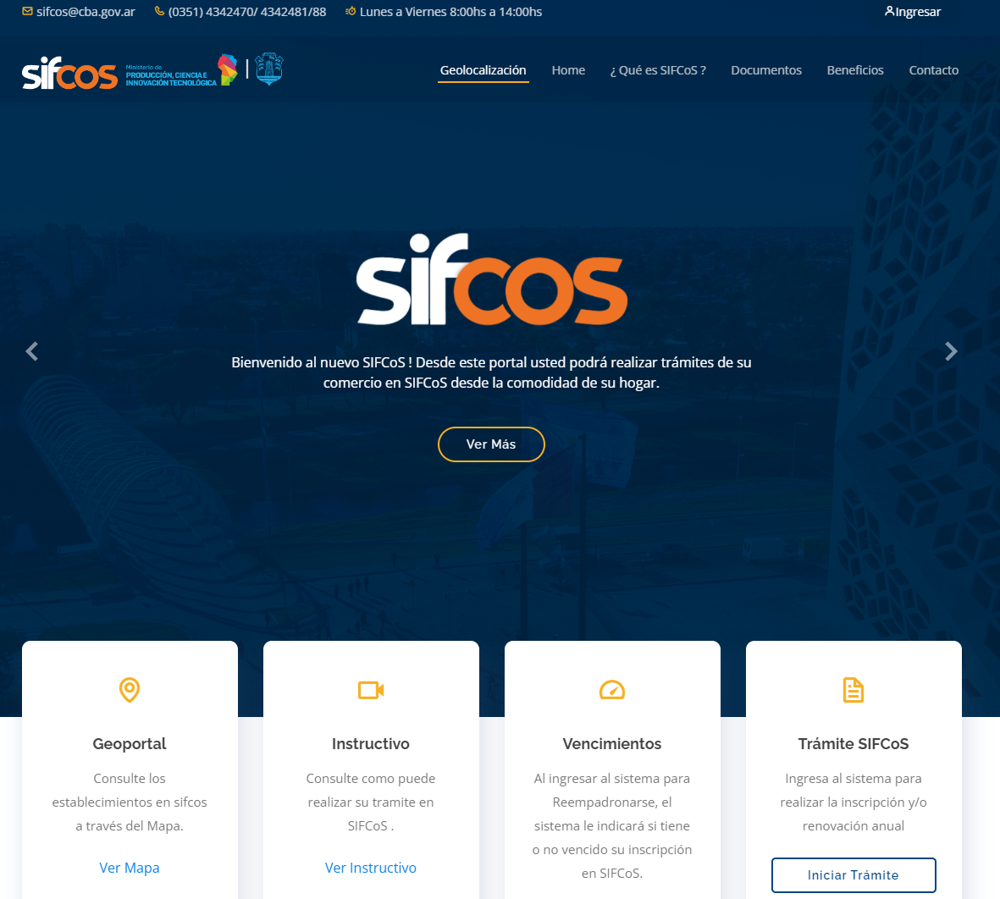 sifcos@cba.gov.ar (0351) 4342470/ 4342481/88 Lunes a Viernes 8:00hs a 14:00hs Ingresar
sifcos
Ministerio de
PRODUCCIÓN, CIENCIA E
INNOVACIÓN TECNOLÓGICA
Geolocalización Home ¿ Qué es SIFCoS ? Documentos Beneficios Contacto
sifcos
Bienvenido al nuevo SIFCoS ! Desde este portal usted podrá realizar trámites de su
comercio en SIFCoS desde la comodidad de su hogar.
Ver Más
Geoportal
Consulte los
establecimientos en sifcos
a través del Mapa.
Ver Mapa
Instructivo
Consulte como puede
realizar su tramite en
SIFCoS .
Ver Instructivo
Vencimientos
Al ingresar al sistema para
Reempadronarse, el
sistema le indicará si tiene
o no vencido su inscripción
en SIFCoS.
Trámite SIFCoS
Ingresa al sistema para
realizar la inscripción y/o
renovación anual
Iniciar Trámite